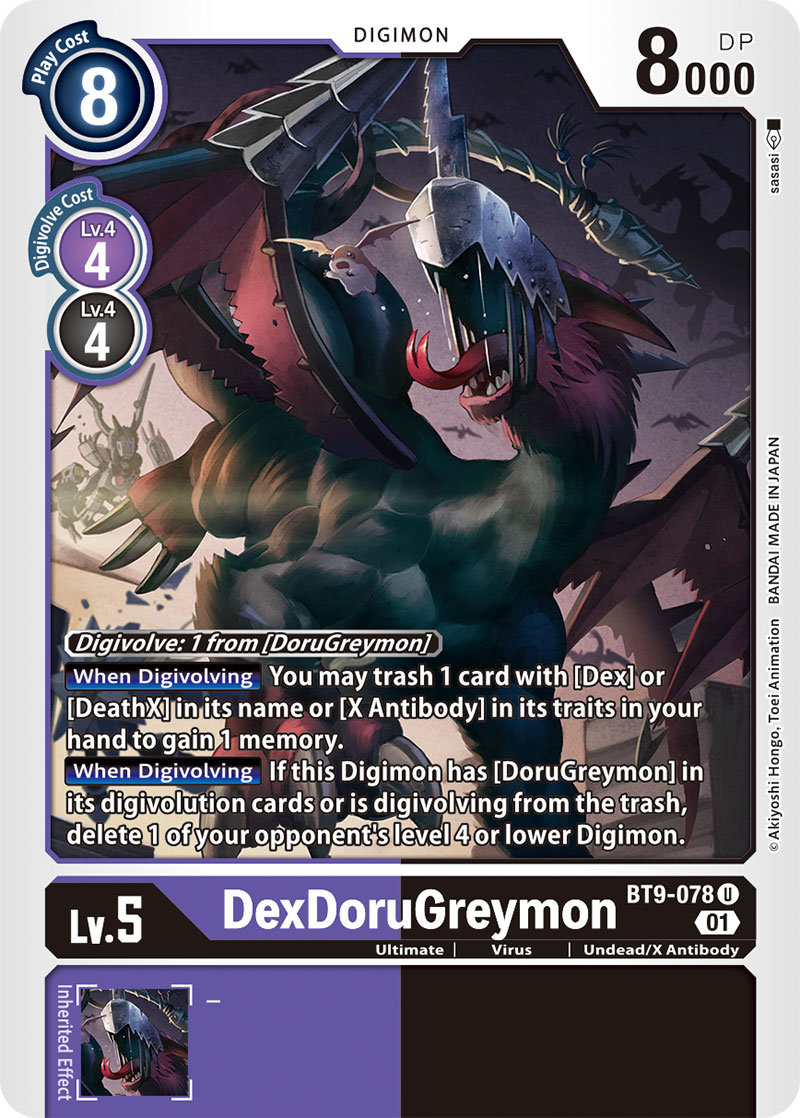 DIGIMON
Play Cost
8
8000
DP
Digivolve Cost
Lv.4
4
Lv.4
4
sasasi
Digivolve: 1 from [DoruGreymon]
When Digivolving You may trash 1 card with [Dex] or
[DeathX] in its name or [X Antibody] in its traits in your
hand to gain 1 memory.
When Digivolving If this Digimon has [DoruGreymon] in
its digivolution cards or is digivolving from the trash,
delete 1 of your opponent's level 4 or lower Digimon.
© Akiyoshi Hongo, Toei Animation BANDAI MADE IN JAPAN
Lv.5
DexDoruGreymon
BT9-078 U
01
Ultimate | Virus | Undead/X Antibody
Inherited Effect
–